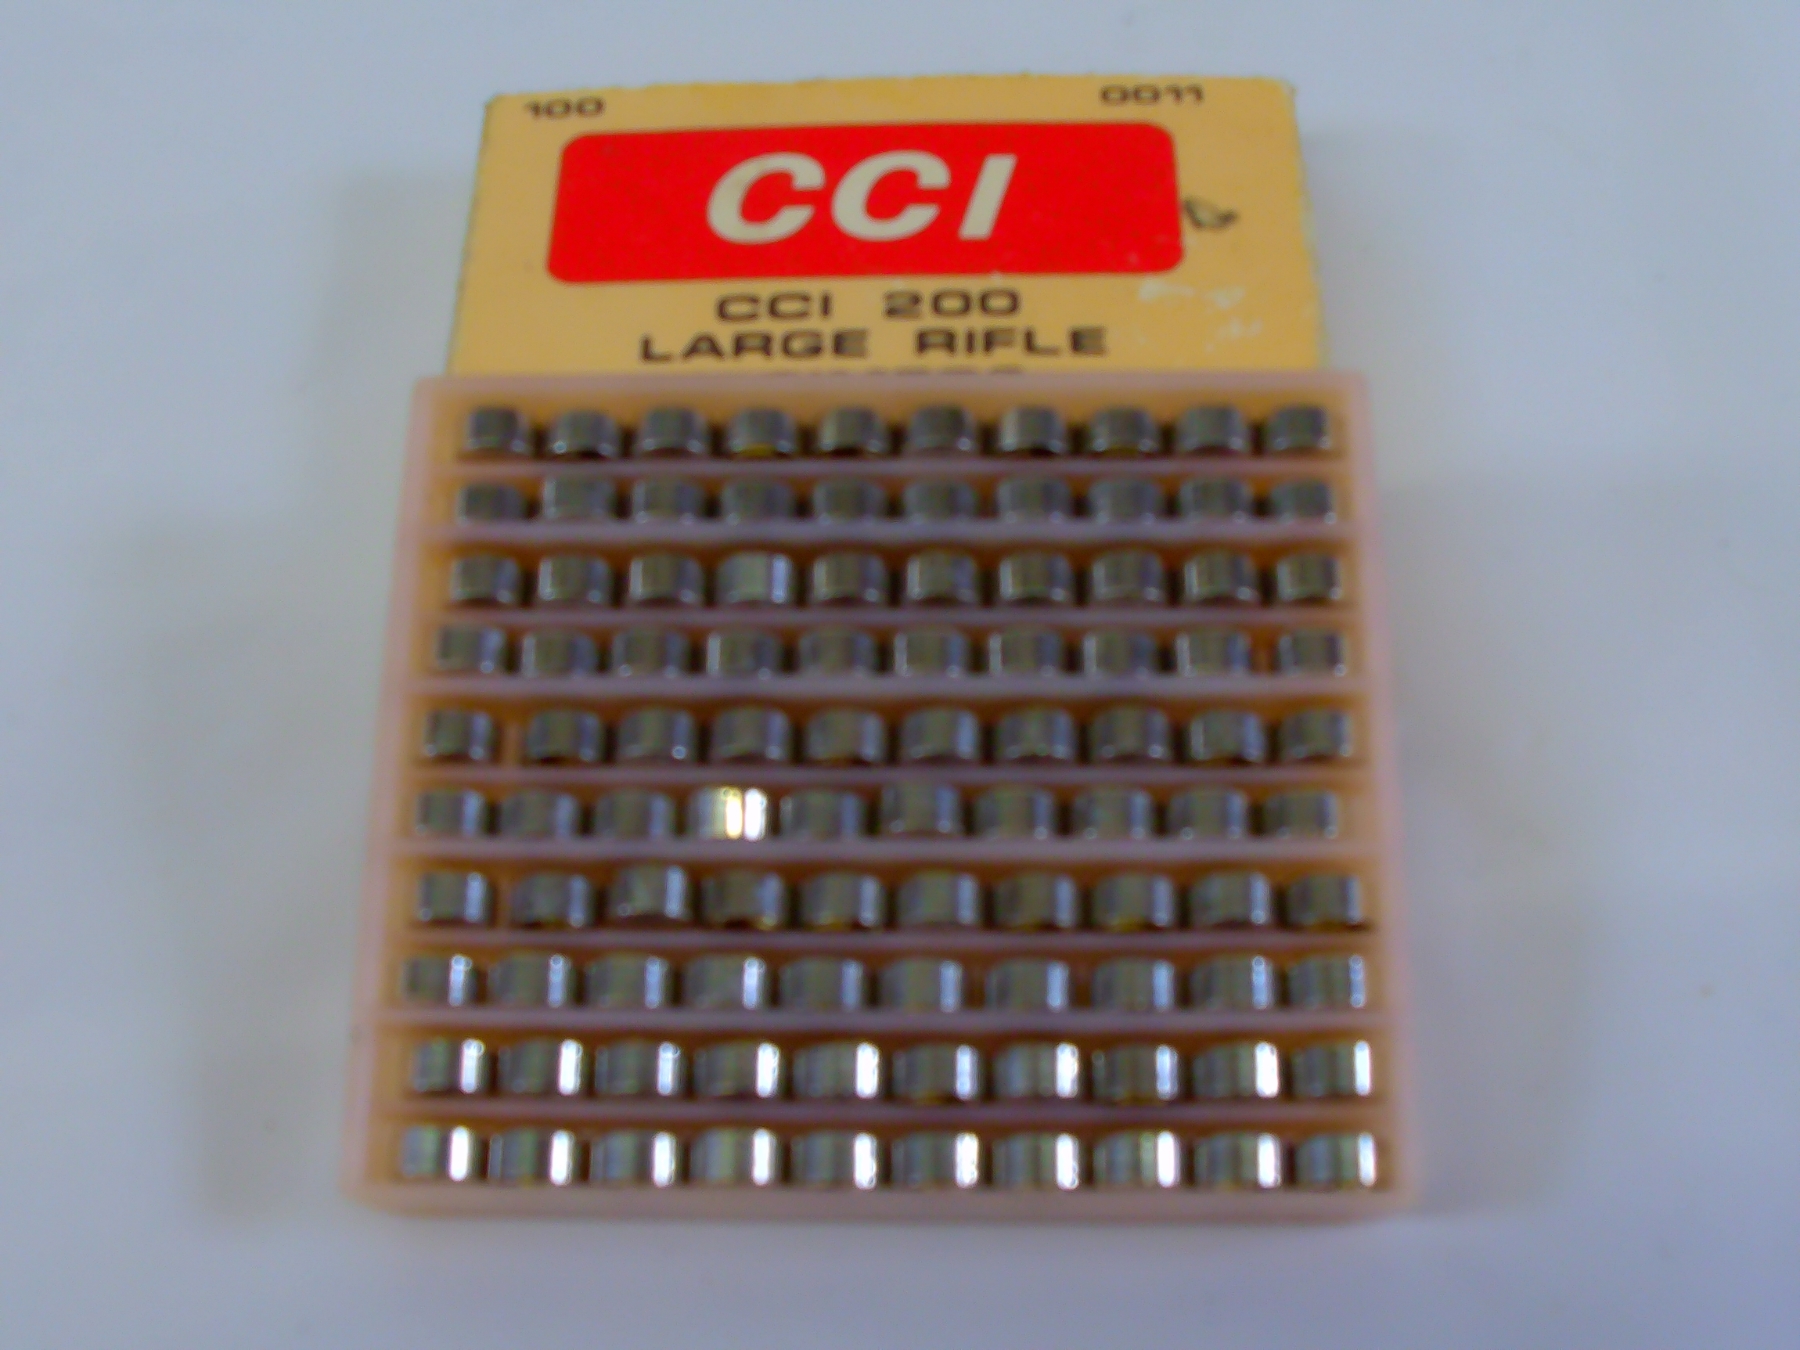 100 0011
CCI
CCI 200
LARGE RIFLE